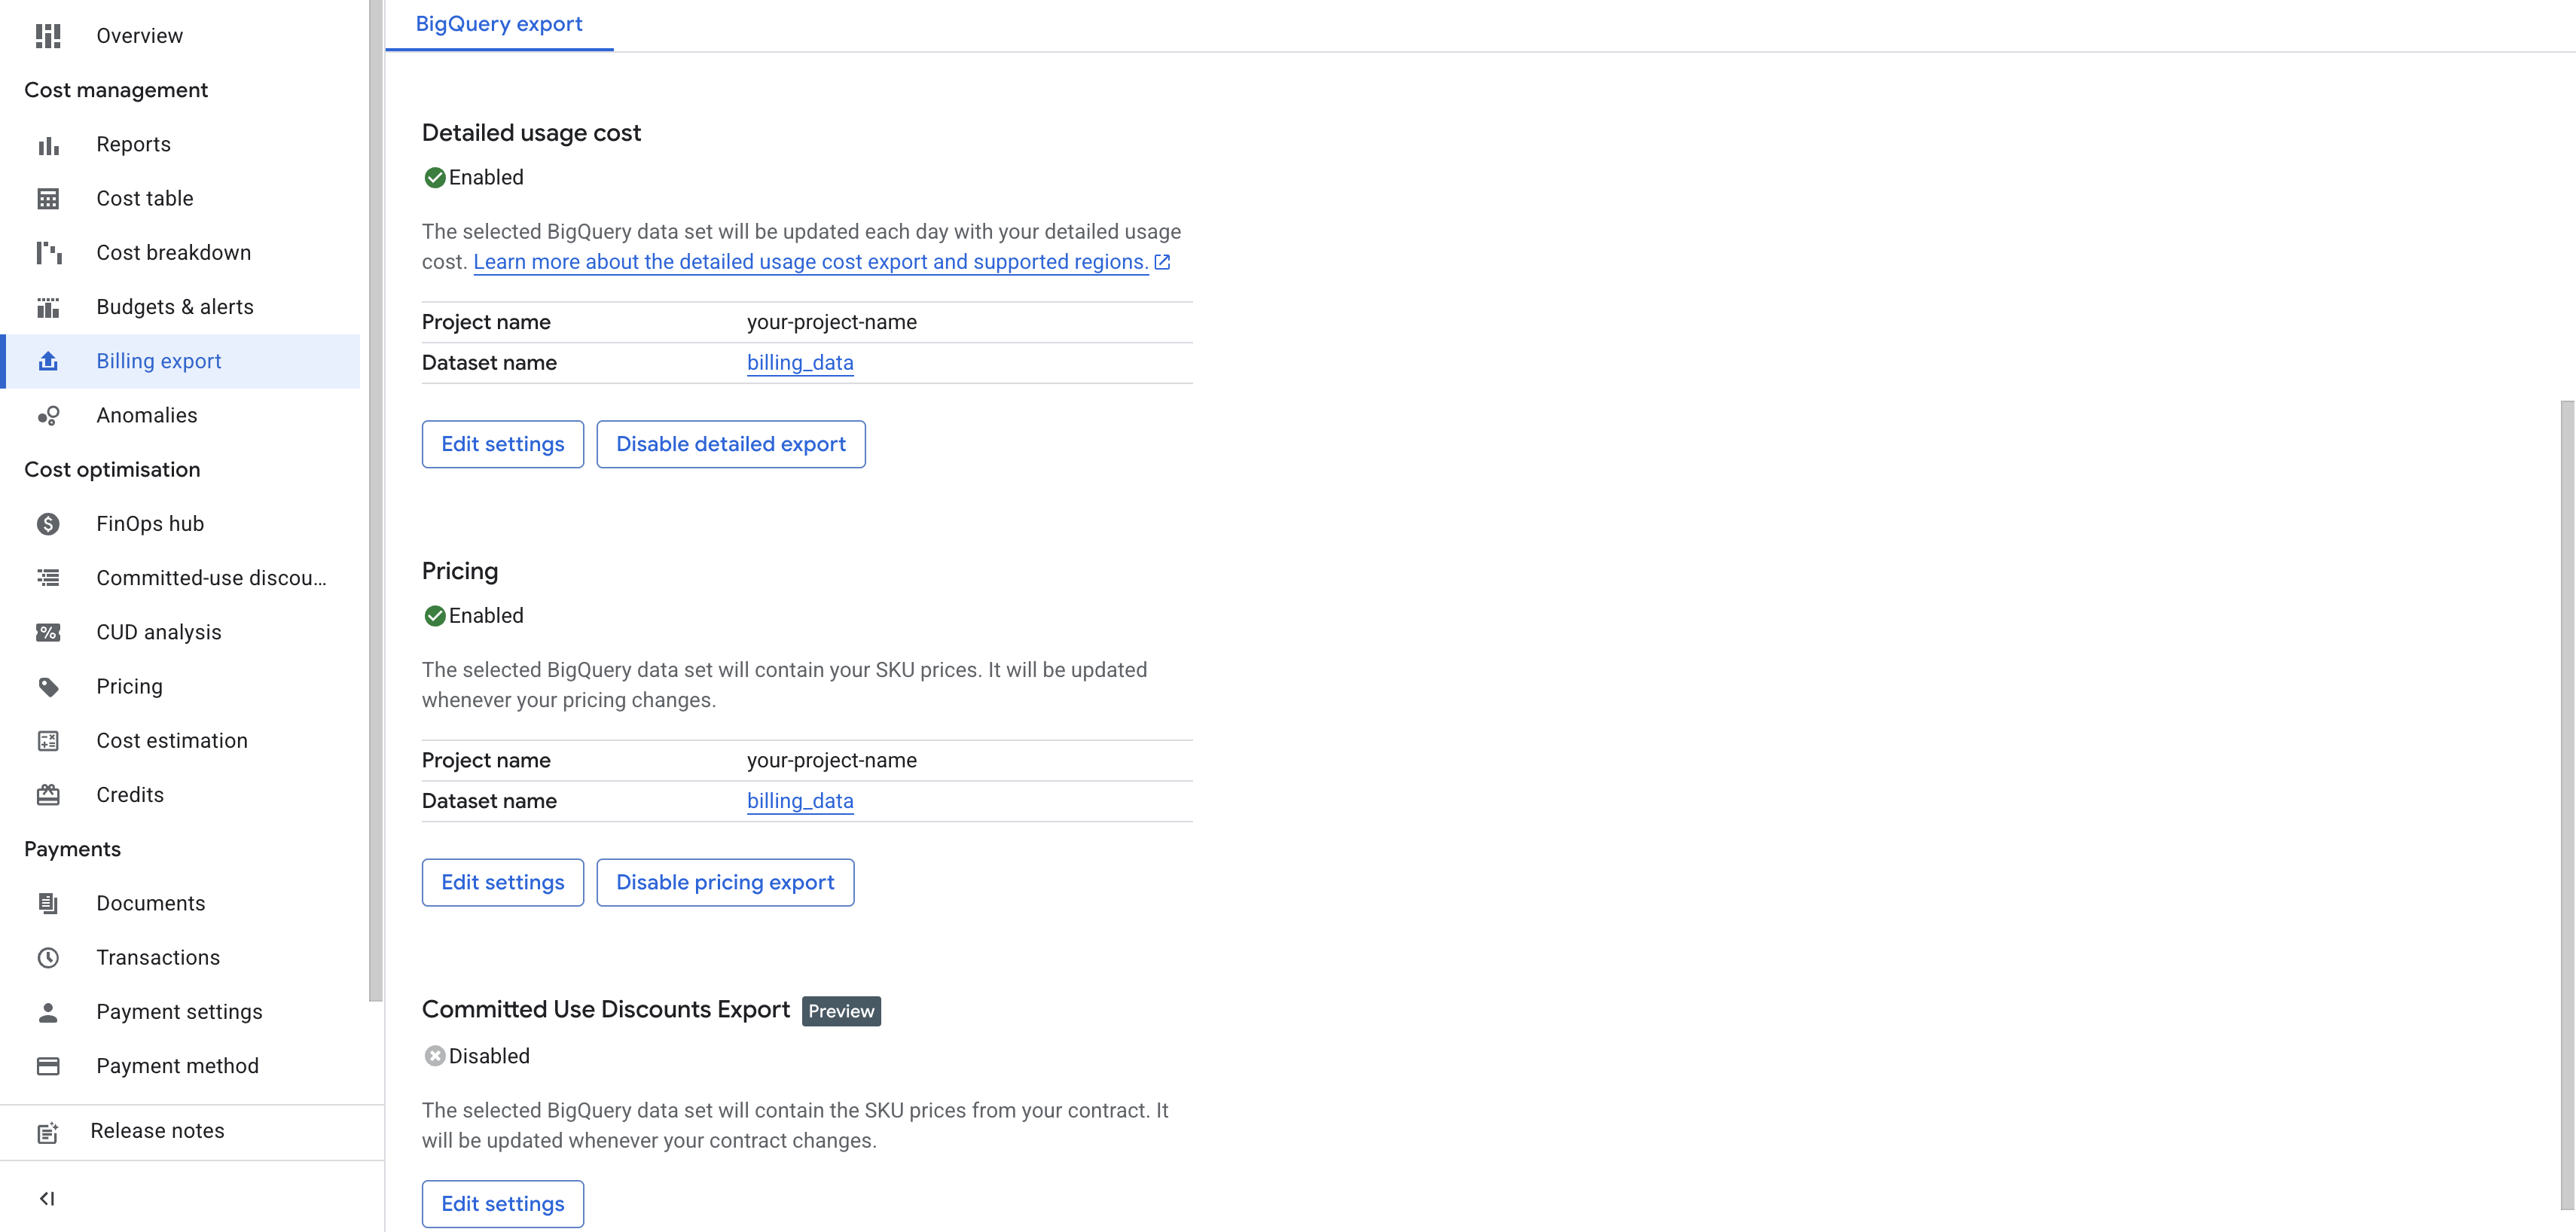 Overview
Cost management
Reports
Cost table
Cost breakdown
Budgets & alerts
Billing export
Anomalies
Cost optimisation
FinOps hub
Committed-use discou...
CUD analysis
Pricing
Cost estimation
Credits
Payments
Documents
Transactions
Payment settings
Payment method
Release notes
BigQuery export
Detailed usage cost
Enabled
The selected BigQuery data set will be updated each day with your detailed usage
cost. Learn more about the detailed usage cost export and supported regions.
Project name your-project-name
Dataset name billing_data
Edit settings Disable detailed export
Pricing
Enabled
The selected BigQuery data set will contain your SKU prices. It will be updated
whenever your pricing changes.
Project name your-project-name
Dataset name billing_data
Edit settings Disable pricing export
Committed Use Discounts Export Preview
Disabled
The selected BigQuery data set will contain the SKU prices from your contract. It
will be updated whenever your contract changes.
Edit settings